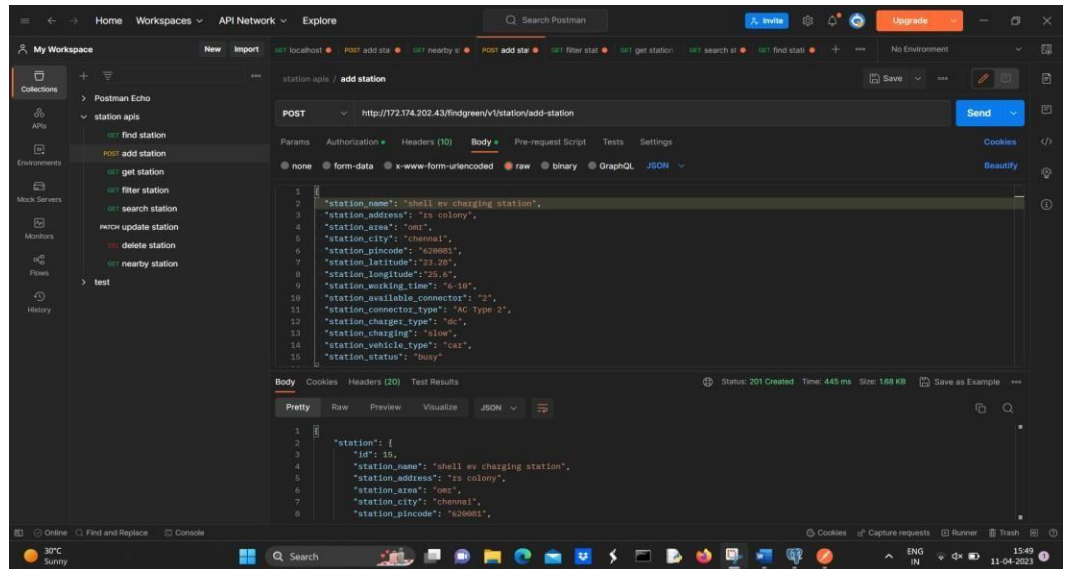 Home Workspaces API Network Explore Search Postman Invite Upgrade
My Workspace New Import GET localhost POST add stat GET nearby st POST add stat GET filter stat GET get station GET search st GET find stati No Environment
Collections
APIs
Environments
Mock Servers
Monitors
Flows
History
Postman Echo
station apis
GET find station
POST add station
GET get station
GET filter station
GET search station
PATCH update station
DEL delete station
GET nearby station
test
station apis / add station Save
POST http://172.174.202.43/findgreen/v1/station/add-station Send
Params Authorization Headers (10) Body Pre-request Script Tests Settings Cookies
none form-data x-www-form-urlencoded raw binary GraphQL JSON Beautify
1 {
2 "station_name": "shell ev charging station",
3 "station_address": "rs colony",
4 "station_area": "omr",
5 "station_city": "chennai",
6 "station_pincode": "620081",
7 "station_latitude":"23.28",
8 "station_longitude":"25.6",
9 "station_working_time": "6-10",
10 "station_available_connector": "2",
11 "station_connector_type": "AC Type 2",
12 "station_charger_type": "dc",
13 "station_charging": "slow",
14 "station_vehicle_type": "car",
15 "station_status": "busy"
Body Cookies Headers (20) Test Results Status: 201 Created Time: 445 ms Size: 1.68 KB Save as Example
Pretty Raw Preview Visualize JSON
1 {
2 "station": {
3 "id": 15,
4 "station_name": "shell ev charging station",
5 "station_address": "rs colony",
6 "station_area": "omr",
7 "station_city": "chennai",
8 "station_pincode": "620081",
Online Find and Replace Console Cookies Capture requests Runner Trash
30°C
Sunny
Search
ENG
IN
15:49
11-04-2023